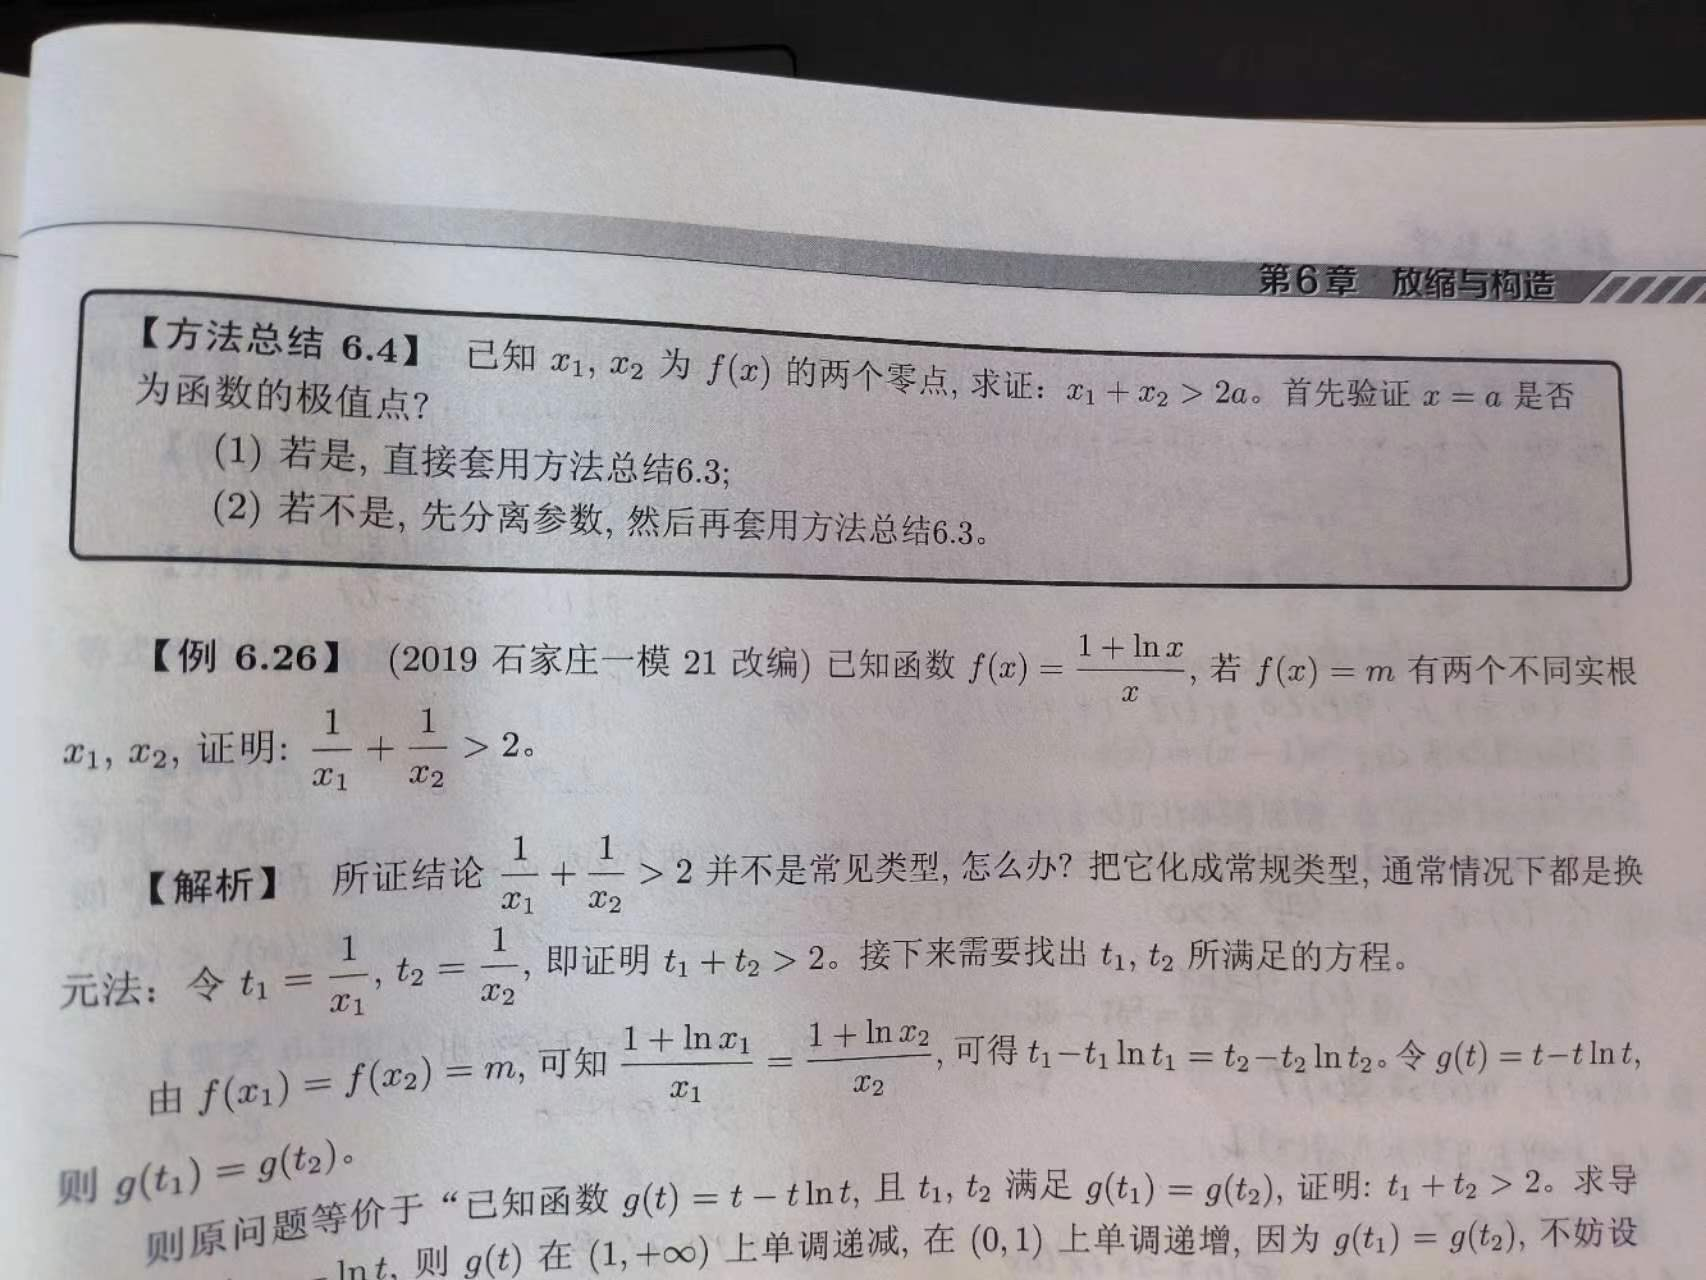 第6章 放缩与构造
【方法总结 6.4】 已知 x₁, x₂ 为 f(x) 的两个零点, 求证: x₁ + x₂ > 2a。首先验证 x = a 是否
为函数的极值点?
(1) 若是, 直接套用方法总结6.3;
(2) 若不是, 先分离参数, 然后再套用方法总结6.3。
【例 6.26】 (2019 石家庄一模 21 改编) 已知函数 f(x) = (1 + ln x)/x, 若 f(x) = m 有两个不同实根
x₁, x₂, 证明: 1/x₁ + 1/x₂ > 2。
【解析】 所证结论 1/x₁ + 1/x₂ > 2 并不是常见类型, 怎么办? 把它化成常规类型, 通常情况下都是换
元法: 令 t₁ = 1/x₁, t₂ = 1/x₂, 即证明 t₁ + t₂ > 2。接下来需要找出 t₁, t₂ 所满足的方程。
由 f(x₁) = f(x₂) = m, 可知 (1 + ln x₁)/x₁ = (1 + ln x₂)/x₂, 可得 t₁−t₁ ln t₁ = t₂−t₂ ln t₂。令 g(t) = t−t ln t,
则 g(t₁) = g(t₂)。
则原问题等价于 “已知函数 g(t) = t − t ln t, 且 t₁, t₂ 满足 g(t₁) = g(t₂), 证明: t₁ + t₂ > 2。求导
ln t, 则 g(t) 在 (1, +∞) 上单调递减, 在 (0, 1) 上单调递增, 因为 g(t₁) = g(t₂), 不妨设